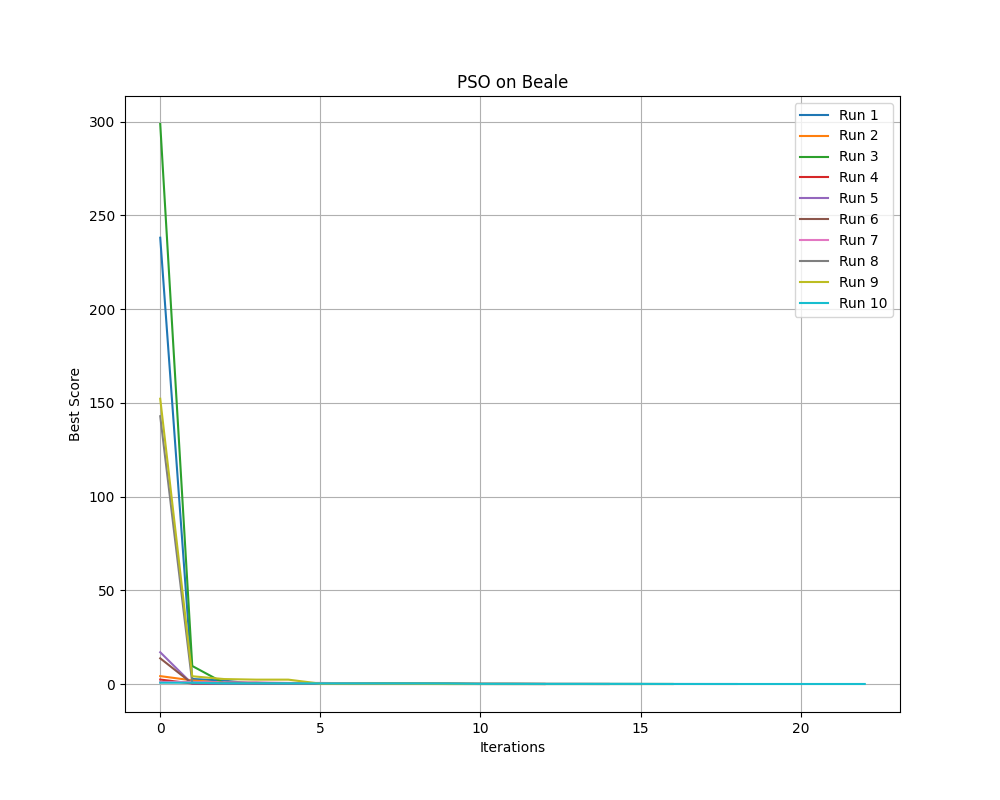 PSO on Beale
300
250
200
150
100
50
0
Best Score
0 5 10 15 20
Iterations
Run 1
Run 2
Run 3
Run 4
Run 5
Run 6
Run 7
Run 8
Run 9
Run 10